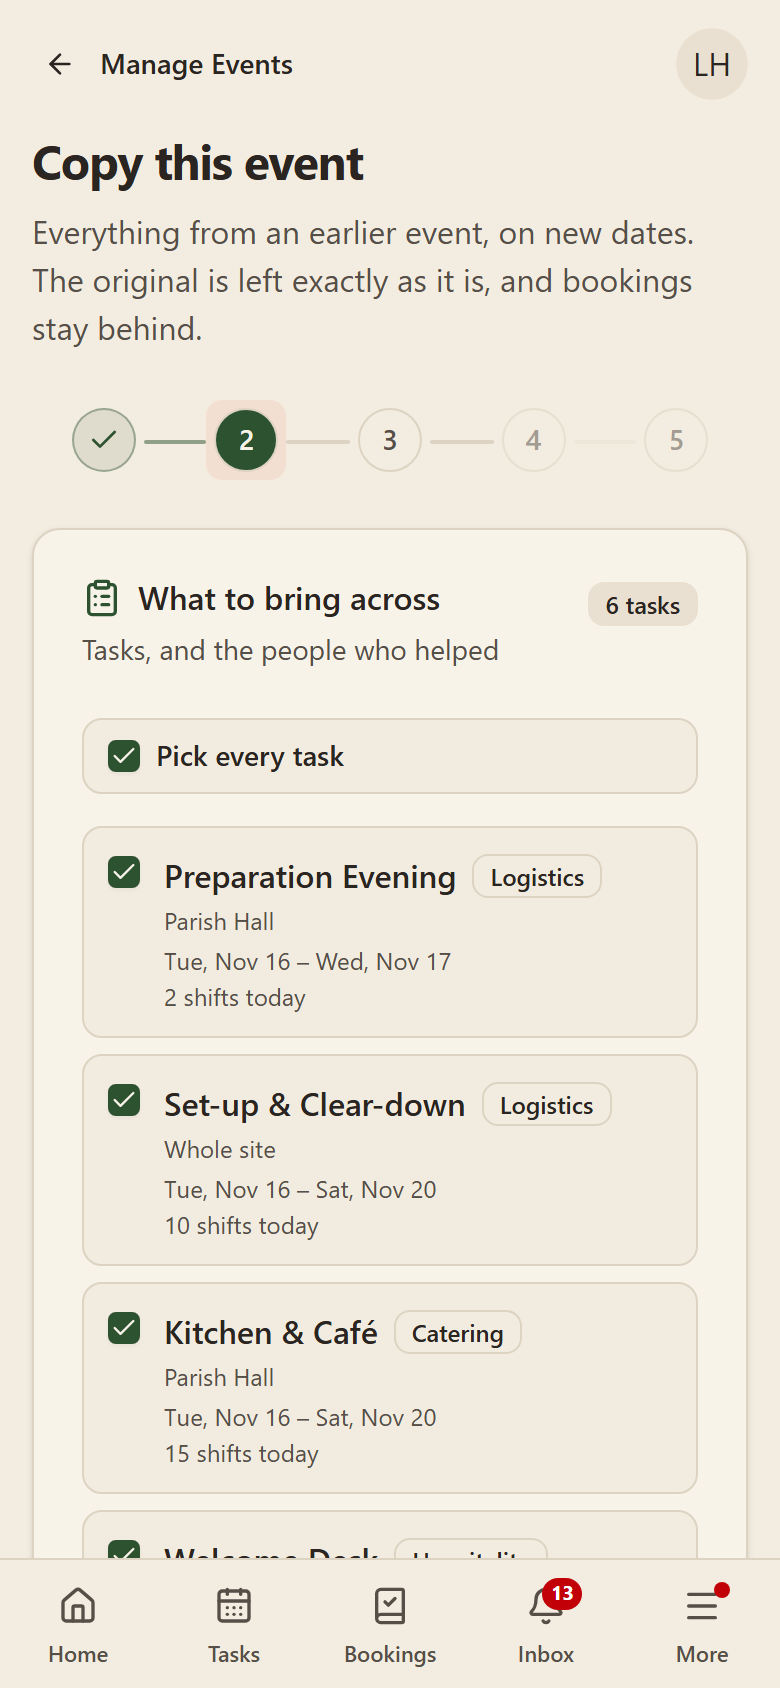 Manage Events
LH
Copy this event
Everything from an earlier event, on new dates.
The original is left exactly as it is, and bookings
stay behind.
2
3
4
5
What to bring across
6 tasks
Tasks, and the people who helped
Pick every task
Preparation Evening
Logistics
Parish Hall
Tue, Nov 16 – Wed, Nov 17
2 shifts today
Set-up & Clear-down
Logistics
Whole site
Tue, Nov 16 – Sat, Nov 20
10 shifts today
Kitchen & Café
Catering
Parish Hall
Tue, Nov 16 – Sat, Nov 20
15 shifts today
Welcome Desk
Hospitality
13
Home
Tasks
Bookings
Inbox
More